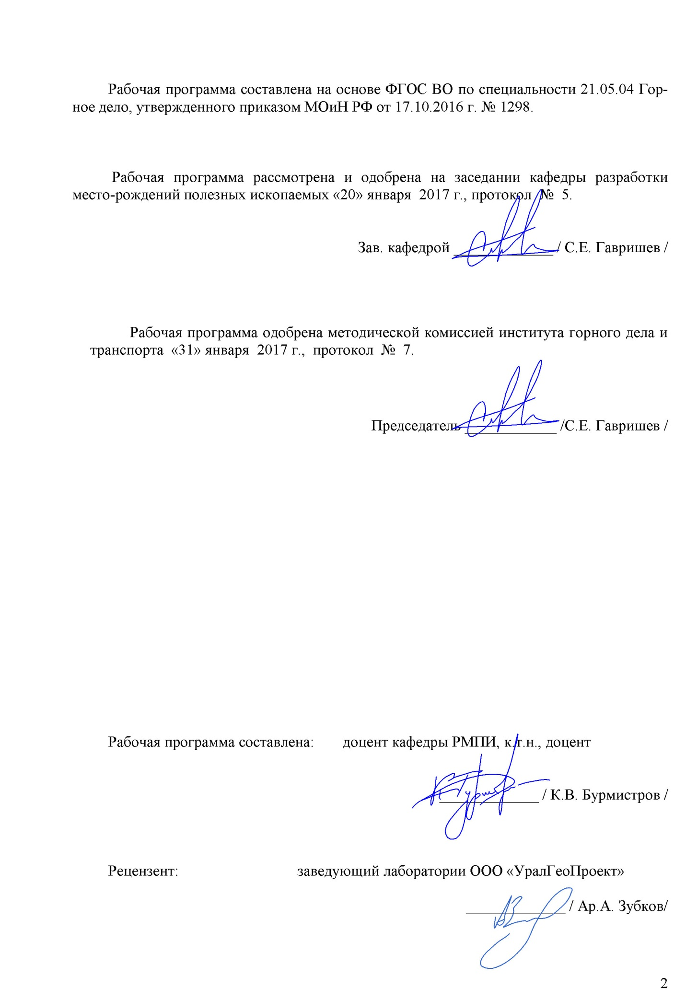 Рабочая программа составлена на основе ФГОС ВО по специальности 21.05.04 Гор-
ное дело, утвержденного приказом МОиН РФ от 17.10.2016 г. № 1298.
Рабочая программа рассмотрена и одобрена на заседании кафедры разработки
место-рождений полезных ископаемых «20» января 2017 г., протокол № 5.
Зав. кафедрой _____________/ С.Е. Гавришев /
Рабочая программа одобрена методической комиссией института горного дела и
транспорта «31» января 2017 г., протокол № 7.
Председатель ____________ /С.Е. Гавришев /
Рабочая программа составлена: доцент кафедры РМПИ, к.т.н., доцент
_____________ / К.В. Бурмистров /
Рецензент: заведующий лаборатории ООО «УралГеоПроект»
_____________ / Ар.А. Зубков/
2